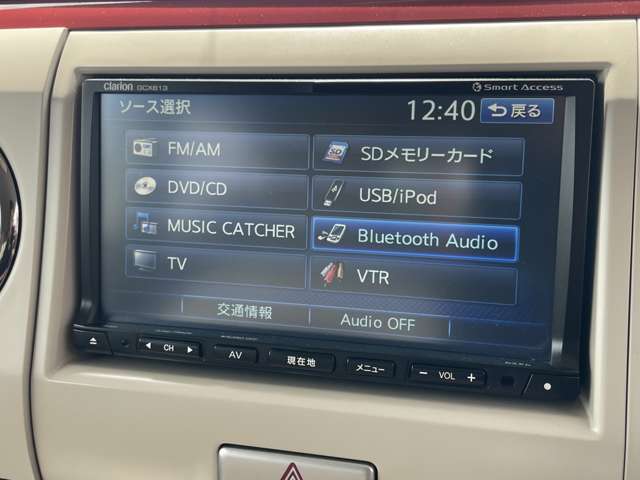 Clarion GCX613 Smart Access
ソース選択 12:40 戻る
FM/AM SDメモリーカード
DVD/CD USB/iPod
MUSIC CATCHER Bluetooth Audio
TV VTR
交通情報 Audio OFF
CH AV 現在地 メニュー − VOL +